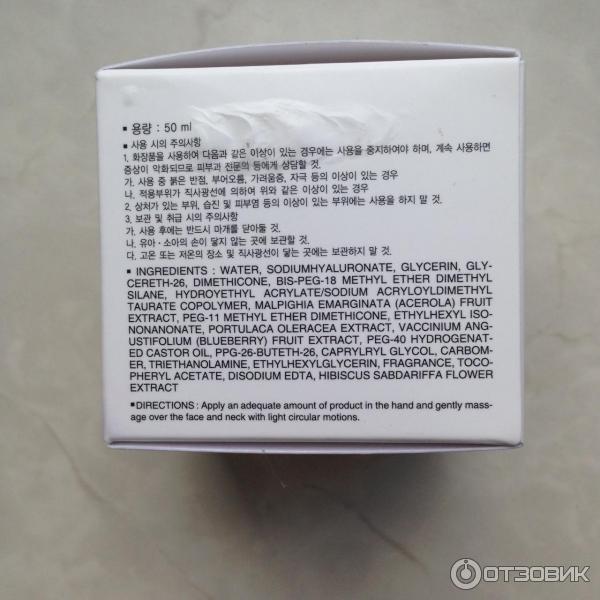 ▪ 용량 : 50 ml
▪ 사용 시의 주의사항
1. 화장품을 사용하여 다음과 같은 이상이 있는 경우에는 사용을 중지하여야 하며, 계속 사용하면
증상이 악화되므로 피부과 전문의 등에게 상담할 것.
가. 사용 중 붉은 반점, 부어오름, 가려움증, 자극 등의 이상이 있는 경우
나. 적용부위가 직사광선에 의하여 위와 같은 이상이 있는 경우
2. 상처가 있는 부위, 습진 및 피부염 등의 이상이 있는 부위에는 사용을 하지 말 것.
3. 보관 및 취급 시의 주의사항
가. 사용 후에는 반드시 마개를 닫아둘 것.
나. 유아·소아의 손이 닿지 않는 곳에 보관할 것.
다. 고온 또는 저온의 장소 및 직사광선이 닿는 곳에는 보관하지 말 것.
▪ INGREDIENTS : WATER, SODIUMHYALURONATE, GLYCERIN, GLY-
CERETH-26, DIMETHICONE, BIS-PEG-18 METHYL ETHER DIMETHYL
SILANE, HYDROYETHYL ACRYLATE/SODIUM ACRYLOYLDIMETHYL
TAURATE COPOLYMER, MALPIGHIA EMARGINATA (ACEROLA) FRUIT
EXTRACT, PEG-11 METHYL ETHER DIMETHICONE, ETHYLHEXYL ISO-
NONANONATE, PORTULACA OLERACEA EXTRACT, VACCINIUM ANG-
USTIFOLIUM (BLUEBERRY) FRUIT EXTRACT, PEG-40 HYDROGENAT-
ED CASTOR OIL, PPG-26-BUTETH-26, CAPRYLRYL GLYCOL, CARBOM-
ER, TRIETHANOLAMINE, ETHYLHEXYLGLYCERIN, FRAGRANCE, TOCO-
PHERYL ACETATE, DISODIUM EDTA, HIBISCUS SABDARIFFA FLOWER
EXTRACT
▪DIRECTIONS : Apply an adequate amount of product in the hand and gently mass-
age over the face and neck with light circular motions.
ОТЗОВИК